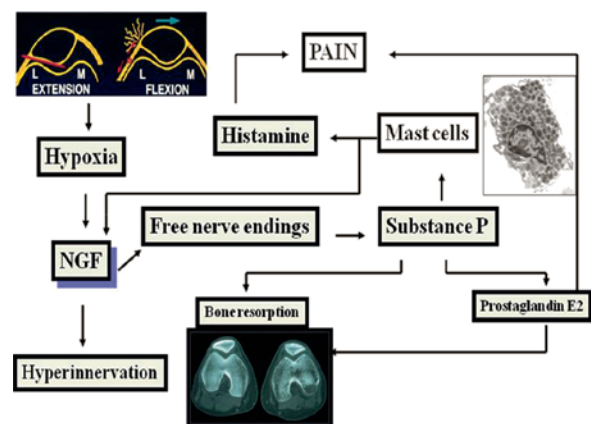 L M L M
EXTENSION FLEXION
PAIN
Hypoxia
Histamine
Mast cells
NGF
Free nerve endings
Substance P
Bone resorption
Prostaglandin E2
Hyperinnervation